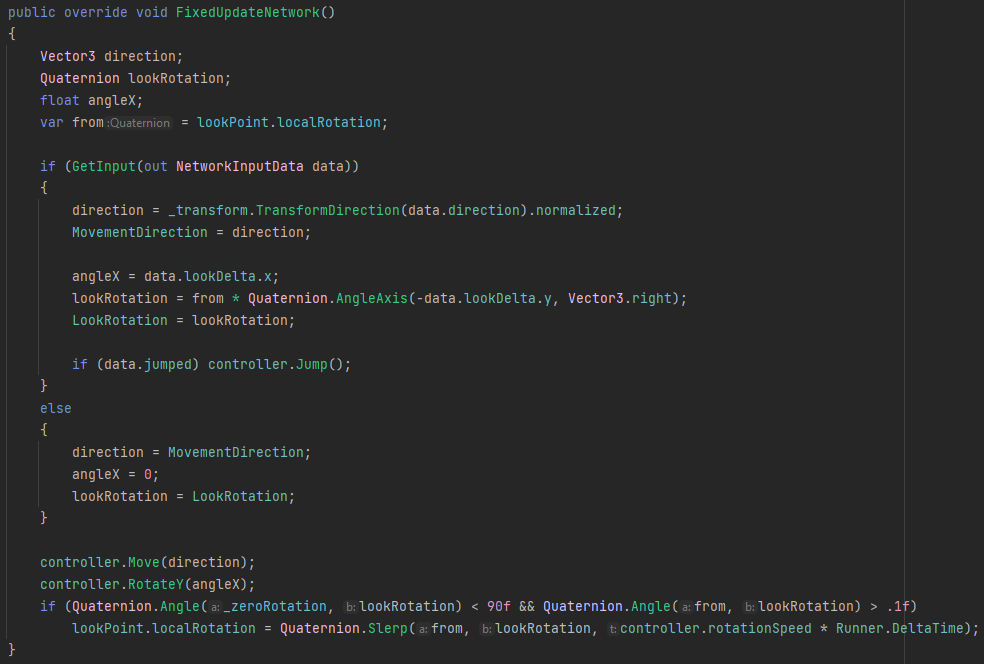 public override void FixedUpdateNetwork()
{
    Vector3 direction;
    Quaternion lookRotation;
    float angleX;
    var from :Quaternion = lookPoint.localRotation;

    if (GetInput(out NetworkInputData data))
    {
        direction = _transform.TransformDirection(data.direction).normalized;
        MovementDirection = direction;

        angleX = data.lookDelta.x;
        lookRotation = from * Quaternion.AngleAxis(-data.lookDelta.y, Vector3.right);
        LookRotation = lookRotation;

        if (data.jumped) controller.Jump();
    }
    else
    {
        direction = MovementDirection;
        angleX = 0;
        lookRotation = LookRotation;
    }

    controller.Move(direction);
    controller.RotateY(angleX);
    if (Quaternion.Angle( a: _zeroRotation, b: lookRotation) < 90f && Quaternion.Angle( a: from, b: lookRotation) > .1f)
        lookPoint.localRotation = Quaternion.Slerp( a: from, b: lookRotation, t: controller.rotationSpeed * Runner.DeltaTime);
}